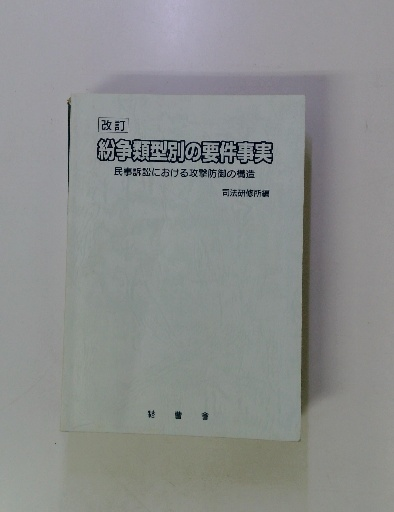 改訂
紛争類型別の要件事実
民事訴訟における攻撃防御の構造
司法研修所編
法曹會